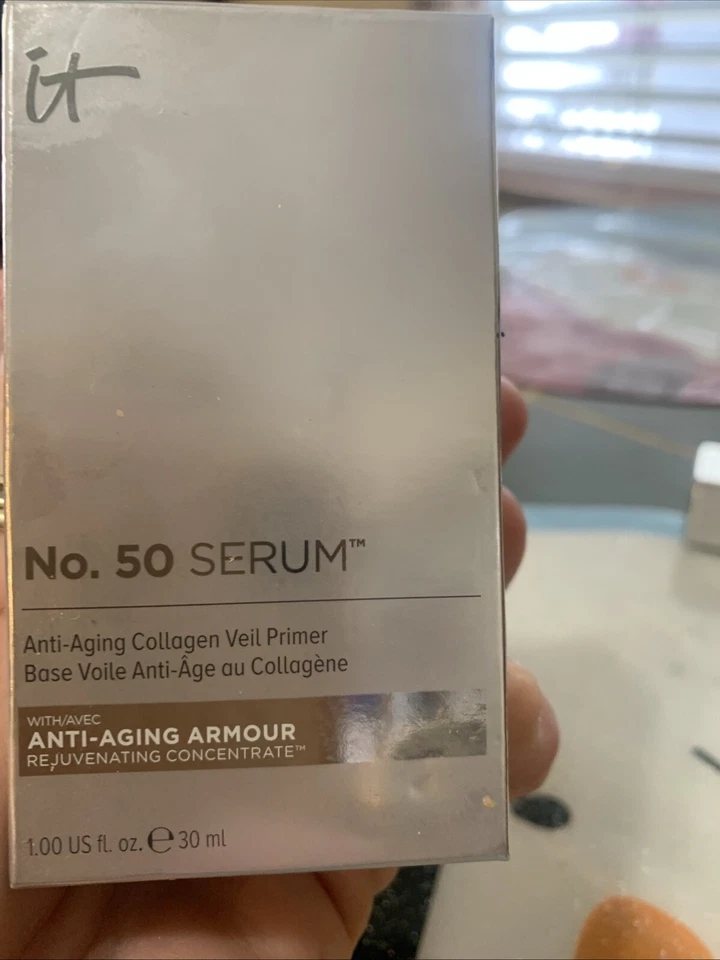 it
No. 50 SERUM™
Anti-Aging Collagen Veil Primer
Base Voile Anti-Âge au Collagène
WITH/AVEC
ANTI-AGING ARMOUR
REJUVENATING CONCENTRATE™
1.00 US fl. oz. ℮ 30 ml